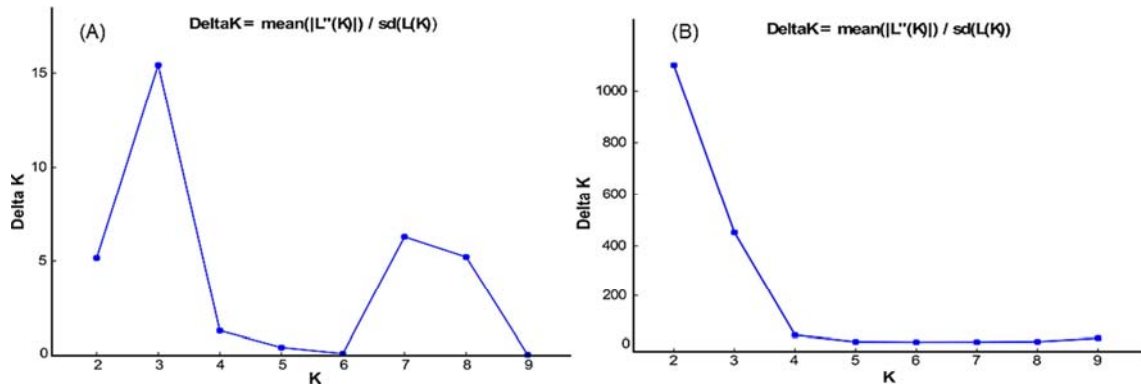 (A)
DeltaK= mean(|L"(K)|) / sd(L(K))
15
10
5
0
Delta K
2 3 4 5 6 7 8 9
K
(B)
DeltaK= mean(|L"(K)|) / sd(L(K))
1000
800
600
400
200
0
Delta K
2 3 4 5 6 7 8 9
K